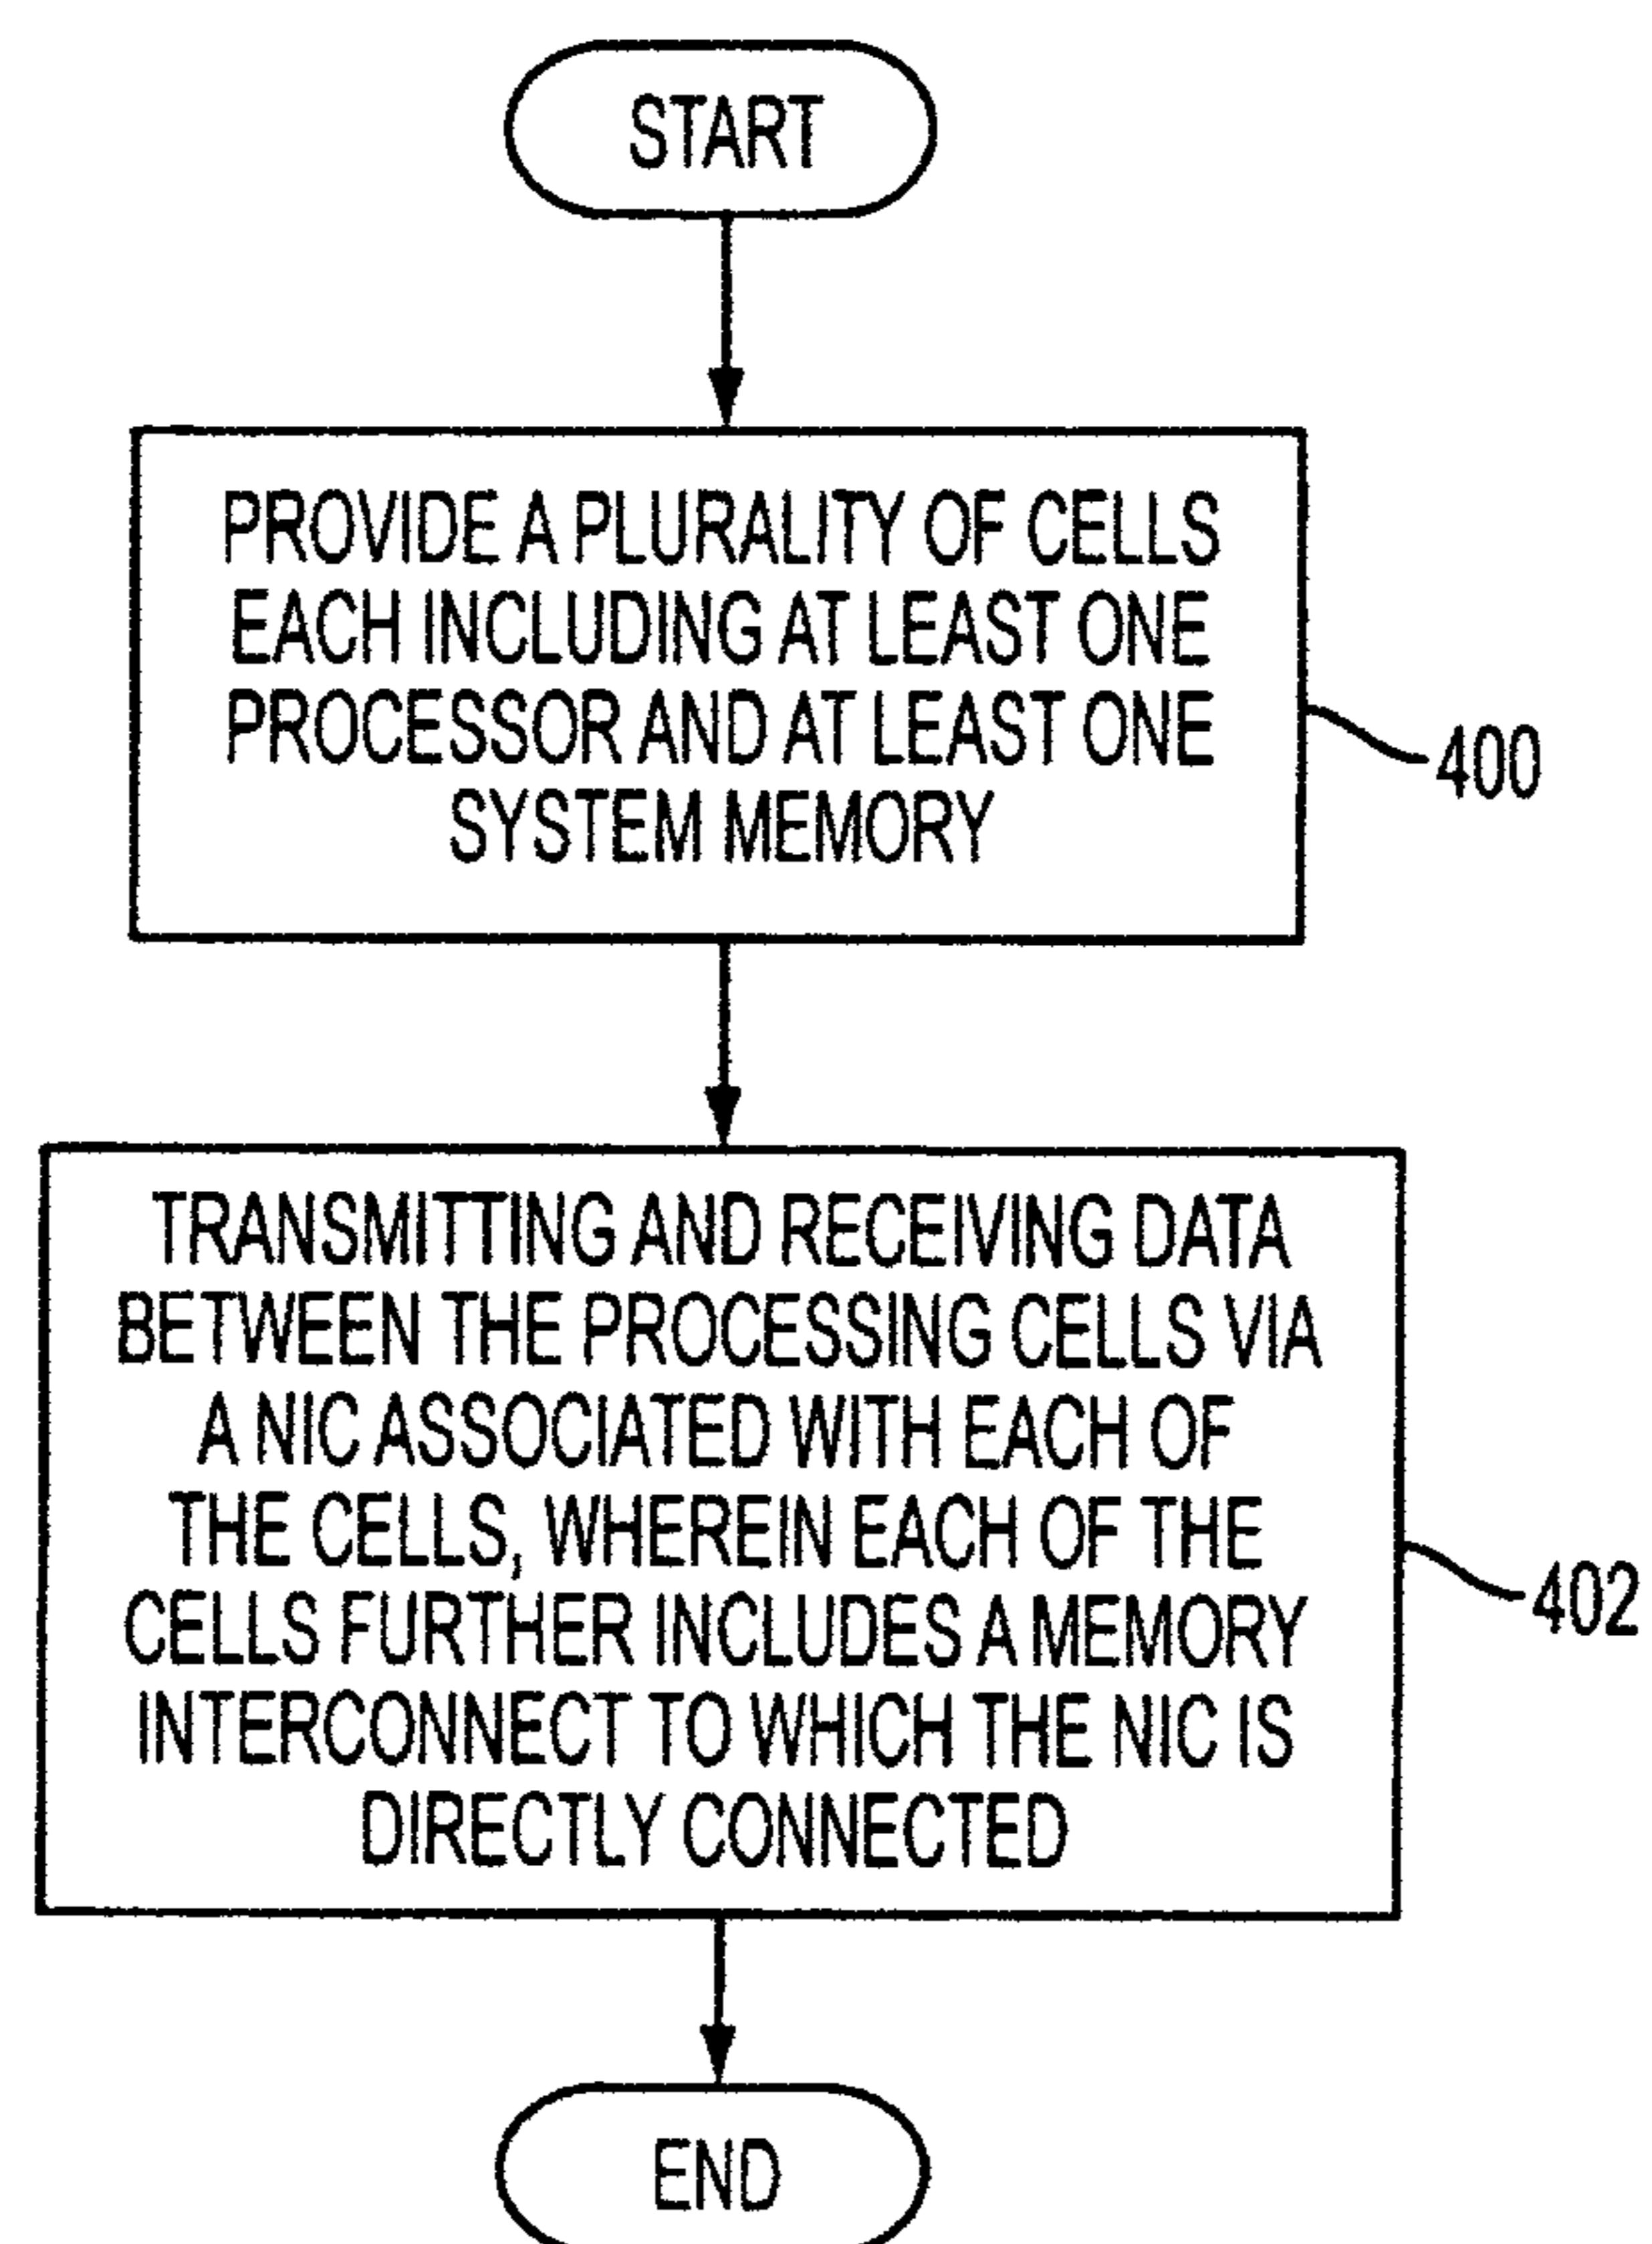 START
PROVIDE A PLURALITY OF CELLS
EACH INCLUDING AT LEAST ONE
PROCESSOR AND AT LEAST ONE
SYSTEM MEMORY
400
TRANSMITTING AND RECEIVING DATA
BETWEEN THE PROCESSING CELLS VIA
A NIC ASSOCIATED WITH EACH OF
THE CELLS, WHEREIN EACH OF THE
CELLS FURTHER INCLUDES A MEMORY
INTERCONNECT TO WHICH THE NIC IS
DIRECTLY CONNECTED
402
END